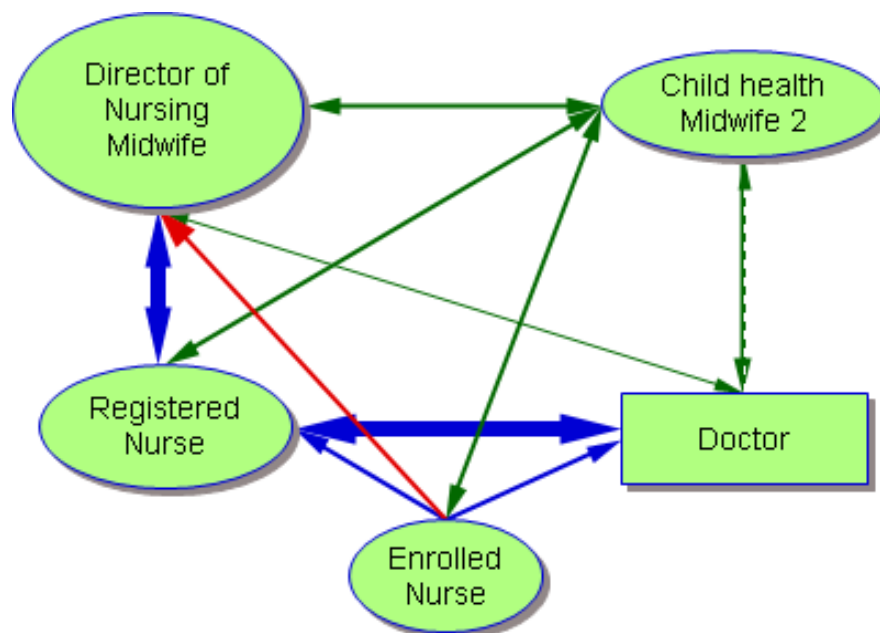 Director of
Nursing
Midwife
Child health
Midwife 2
Registered
Nurse
Doctor
Enrolled
Nurse